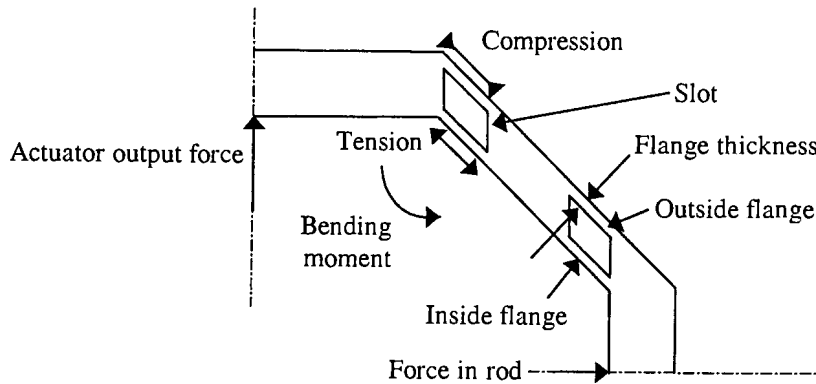 Compression
Slot
Tension
Flange thickness
Actuator output force
Outside flange
Bending
moment
Inside flange
Force in rod